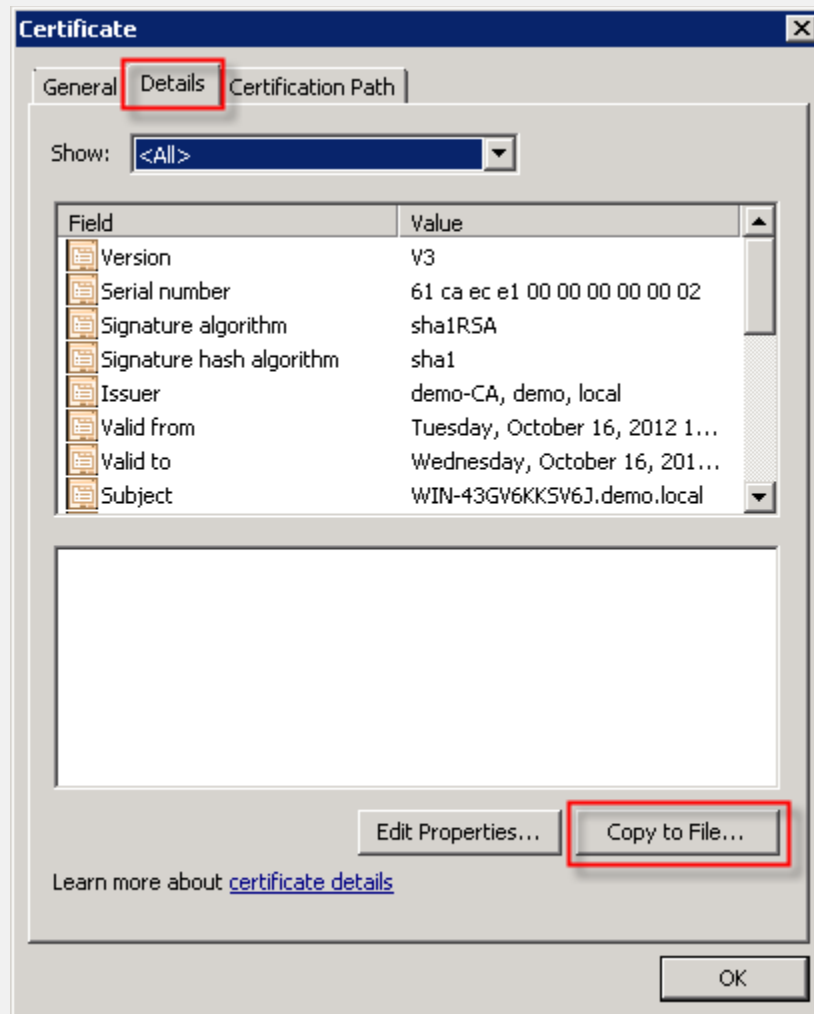 Certificate
General Details Certification Path
Show: <All>
Field Value
Version V3
Serial number 61 ca ec e1 00 00 00 00 00 02
Signature algorithm sha1RSA
Signature hash algorithm sha1
Issuer demo-CA, demo, local
Valid from Tuesday, October 16, 2012 1...
Valid to Wednesday, October 16, 201...
Subject WIN-43GV6KKSV6J.demo.local
Edit Properties... Copy to File...
Learn more about certificate details
OK